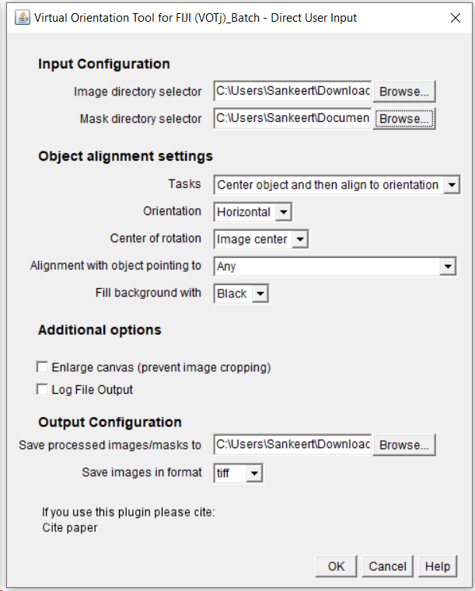 Virtual Orientation Tool for FIJI (VOTj)_Batch - Direct User Input
Input Configuration
Image directory selector C:\Users\Sankeert\Downloac Browse...
Mask directory selector C:\Users\Sankeert\Documen Browse...
Object alignment settings
Tasks Center object and then align to orientation
Orientation Horizontal
Center of rotation Image center
Alignment with object pointing to Any
Fill background with Black
Additional options
Enlarge canvas (prevent image cropping)
Log File Output
Output Configuration
Save processed images/masks to C:\Users\Sankeert\Downloac Browse...
Save images in format tiff
If you use this plugin please cite:
Cite paper
OK Cancel Help